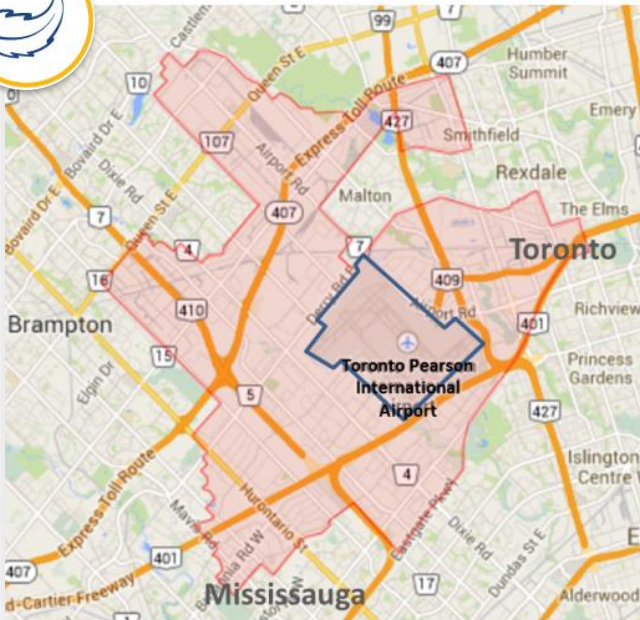 99
7
407
Castlem
10
Queen St E
Humber
Summit
Bovaird Dr E
107
Express Toll Route
427
Emery
Smithfield
Dixie Rd
Airport Rd
Rexdale
Malton
Bovaird Dr E
7
Queen St E
407
The Elms
4
7
Toronto
16
Derry Rd E
409
Airport Rd
410
401
Richview
Brampton
15
Toronto Pearson
International
Airport
Princess
Gardens
Elgin Dr
5
427
Islington
Centre
4
Express Toll Route
Hurontario St
Eastgate Pkwy
Dixie Rd
Dundas St E
Mavis Rd
401
407
d-Cartier Freeway
17
Mississauga
Alderwood